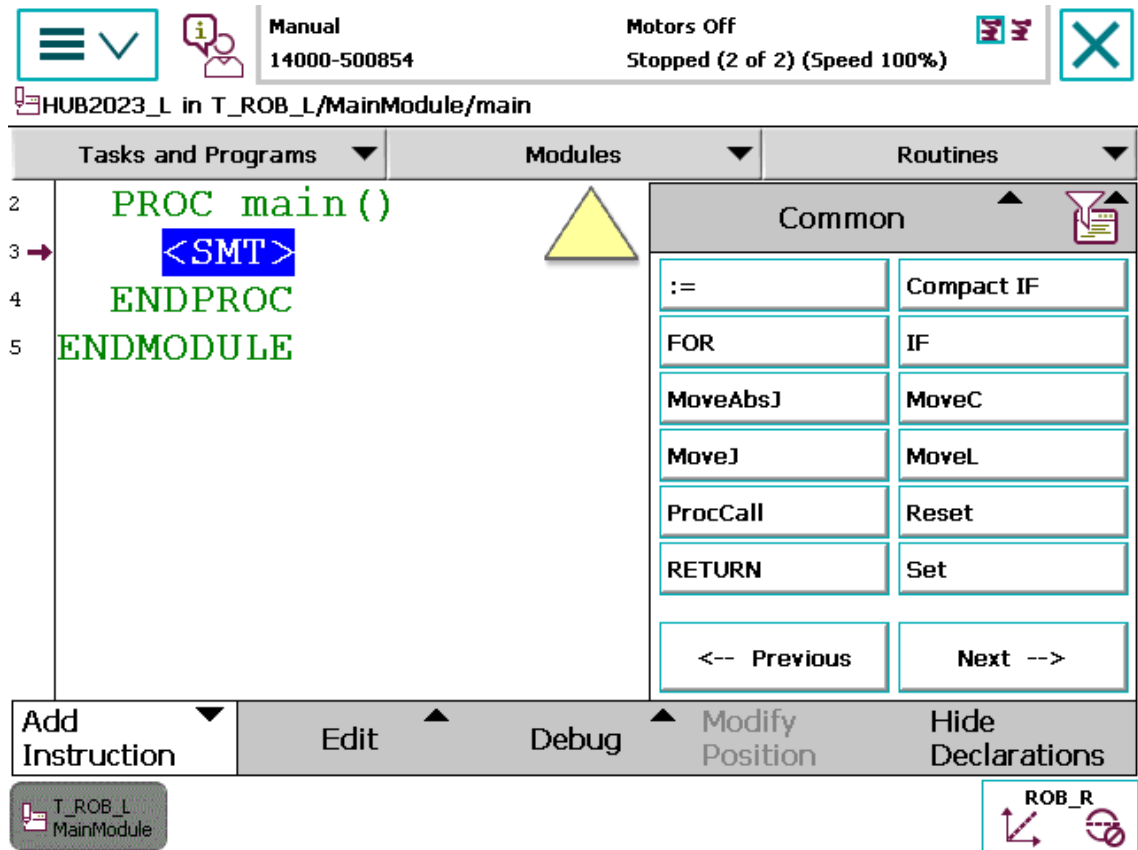 Manual
14000-500854
Motors Off
Stopped (2 of 2) (Speed 100%)
HUB2023_L in T_ROB_L/MainModule/main
Tasks and Programs
Modules
Routines
2 PROC main()
3 <SMT>
4 ENDPROC
5 ENDMODULE
Common
:= Compact IF
FOR IF
MoveAbsJ MoveC
MoveJ MoveL
ProcCall Reset
RETURN Set
<-- Previous Next -->
Add
Instruction
Edit
Debug
Modify
Position
Hide
Declarations
T_ROB_L
MainModule
ROB_R